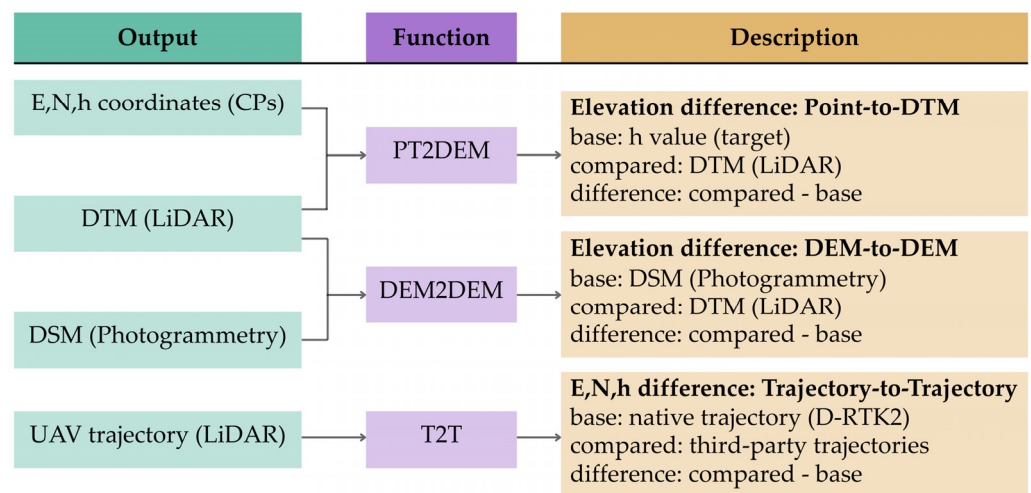 Output
Function
Description
E,N,h coordinates (CPs)
DTM (LiDAR)
DSM (Photogrammetry)
UAV trajectory (LiDAR)
PT2DEM
DEM2DEM
T2T
Elevation difference: Point-to-DTM
base: h value (target)
compared: DTM (LiDAR)
difference: compared - base
Elevation difference: DEM-to-DEM
base: DSM (Photogrammetry)
compared: DTM (LiDAR)
difference: compared - base
E,N,h difference: Trajectory-to-Trajectory
base: native trajectory (D-RTK2)
compared: third-party trajectories
difference: compared - base